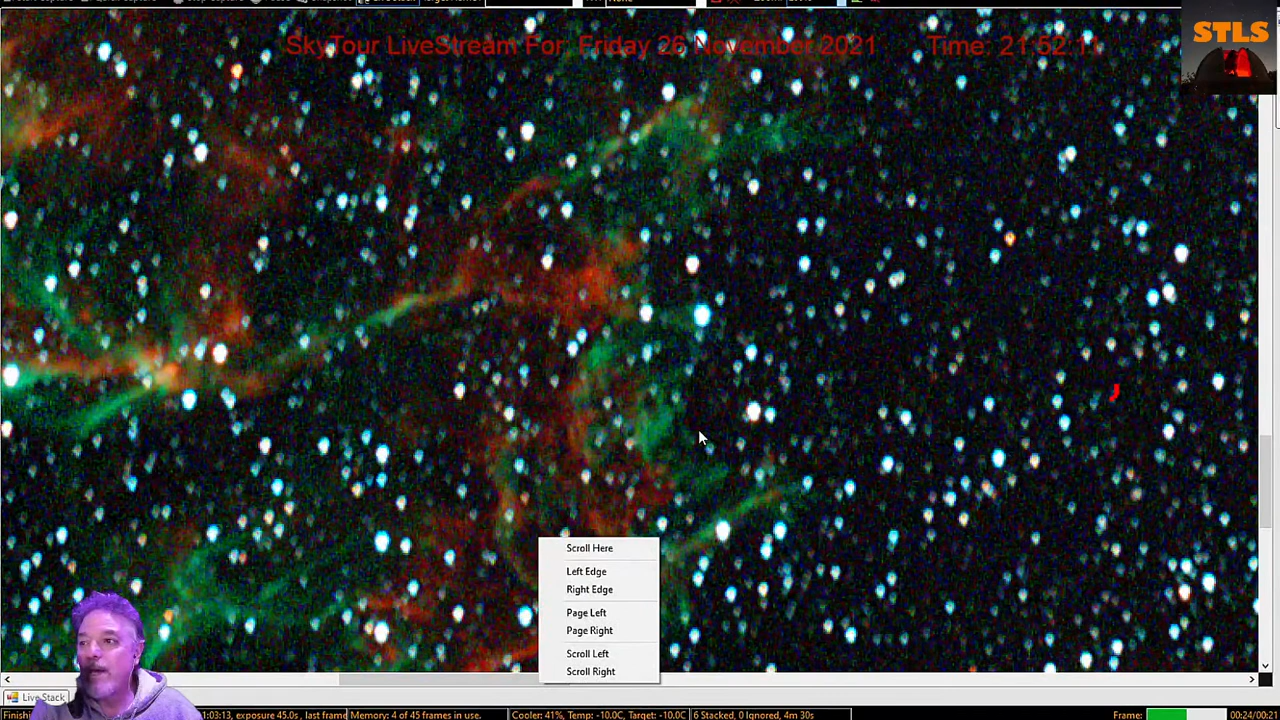 SkyTour LiveStream For: Friday 26 November 2021 Time: 21:52:11
STLS
Scroll Here
Left Edge
Right Edge
Page Left
Page Right
Scroll Left
Scroll Right
Live Stack
1:03:13, exposure 45.0s, last frame
Memory: 4 of 45 frames in use.
Cooler: 41%, Temp: -10.0C, Target: -10.0C
6 Stacked, 0 Ignored, 4m 30s
Frame:
00:24/00:21